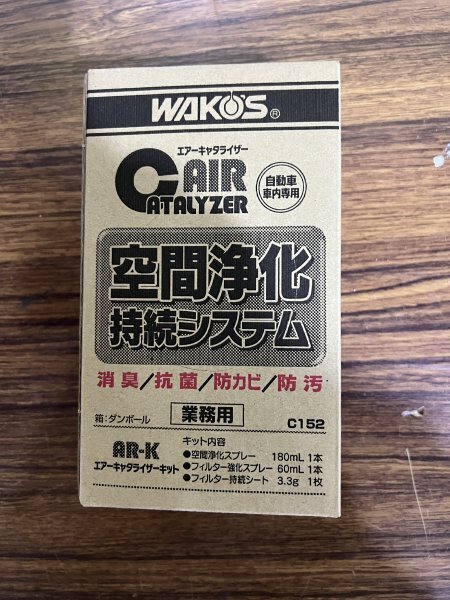 WAKO'S®
エアーキャタライザー
AIR CATALYZER
自動車
車内専用
空間浄化
持続システム
消臭/抗菌/防カビ/防汚
箱:ダンボール
業務用
C152
AR-K
エアーキャタライザーキット
キット内容
●空間浄化スプレー 180mL 1本
●フィルター強化スプレー 60mL 1本
●フィルター持続シート 3.3g 1枚